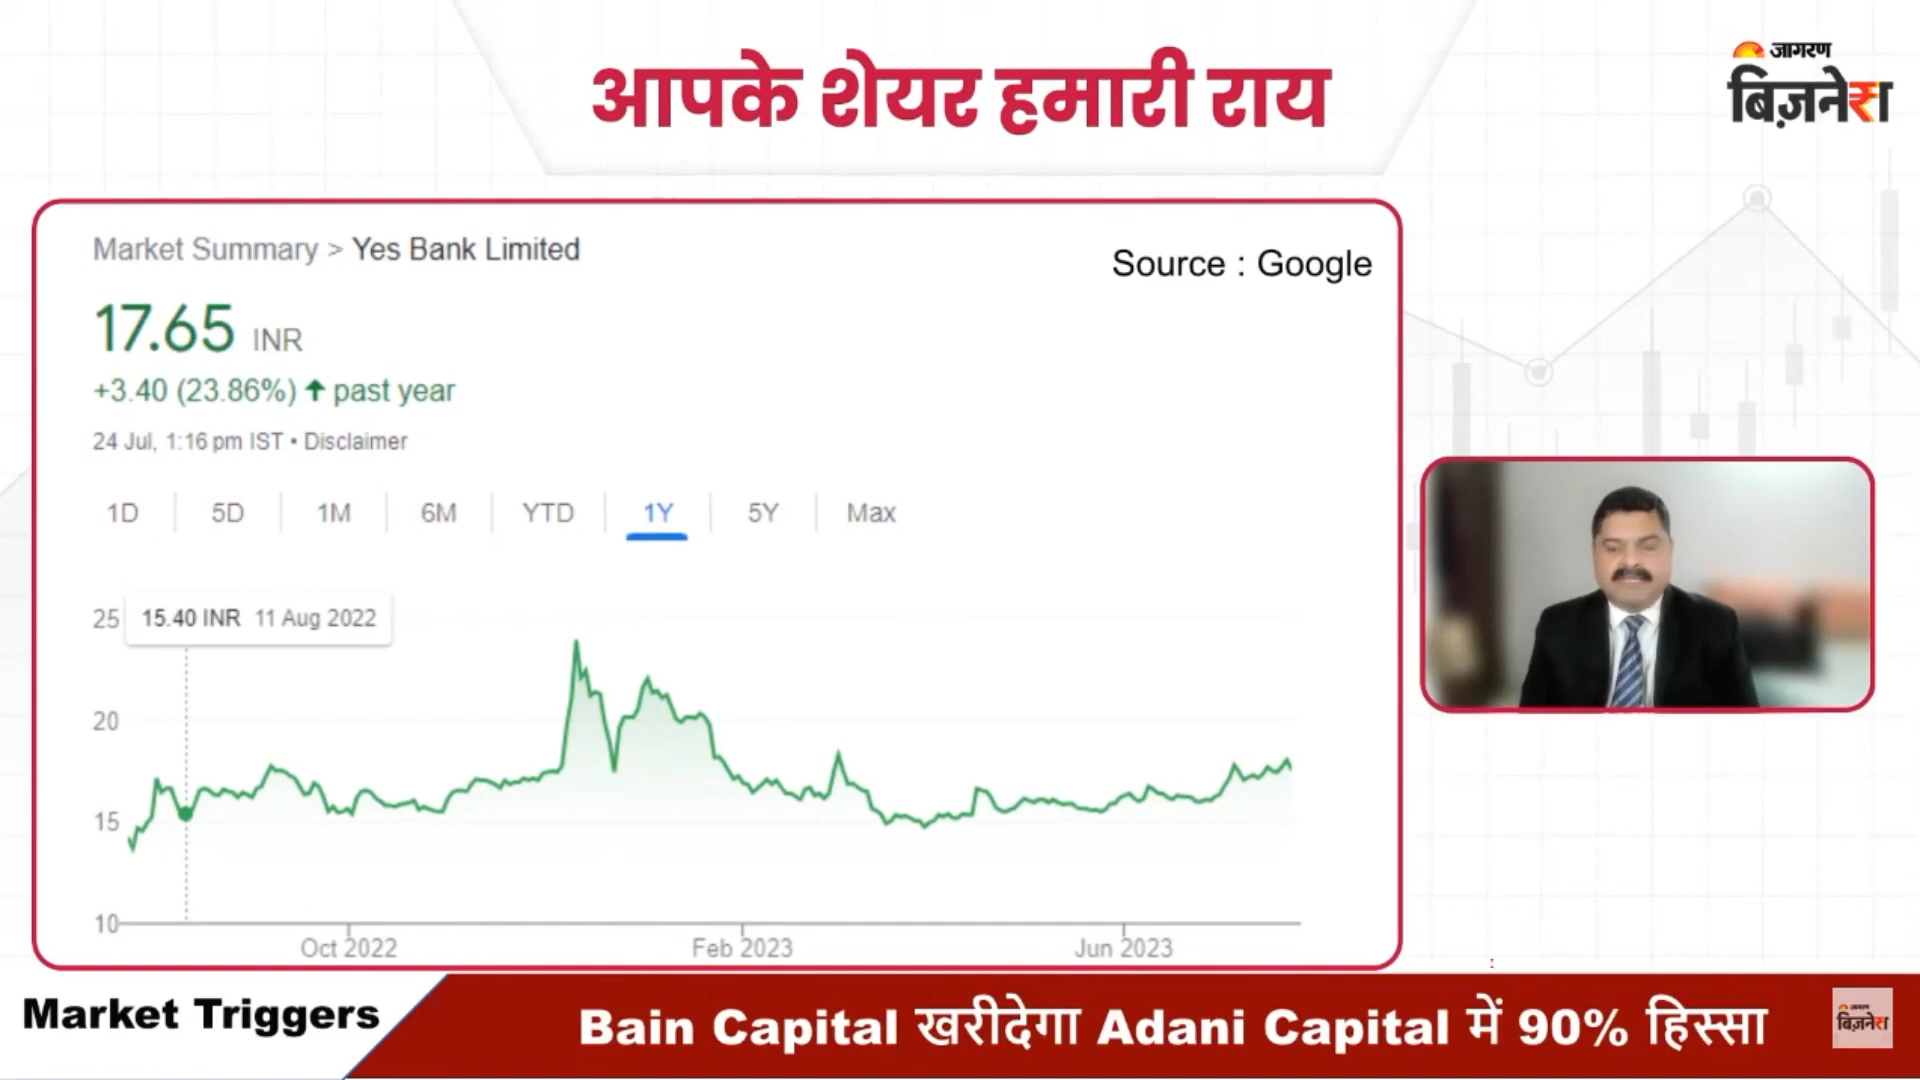 आपके शेयर हमारी राय
जागरण
बिज़नेस
Market Summary > Yes Bank Limited
Source : Google
17.65 INR
+3.40 (23.86%) ↑ past year
24 Jul, 1:16 pm IST • Disclaimer
1D 5D 1M 6M YTD 1Y 5Y Max
25
15.40 INR 11 Aug 2022
20
15
10
Oct 2022 Feb 2023 Jun 2023
Market Triggers
Bain Capital खरीदेगा Adani Capital में 90% हिस्सा
जागरण
बिज़नेस